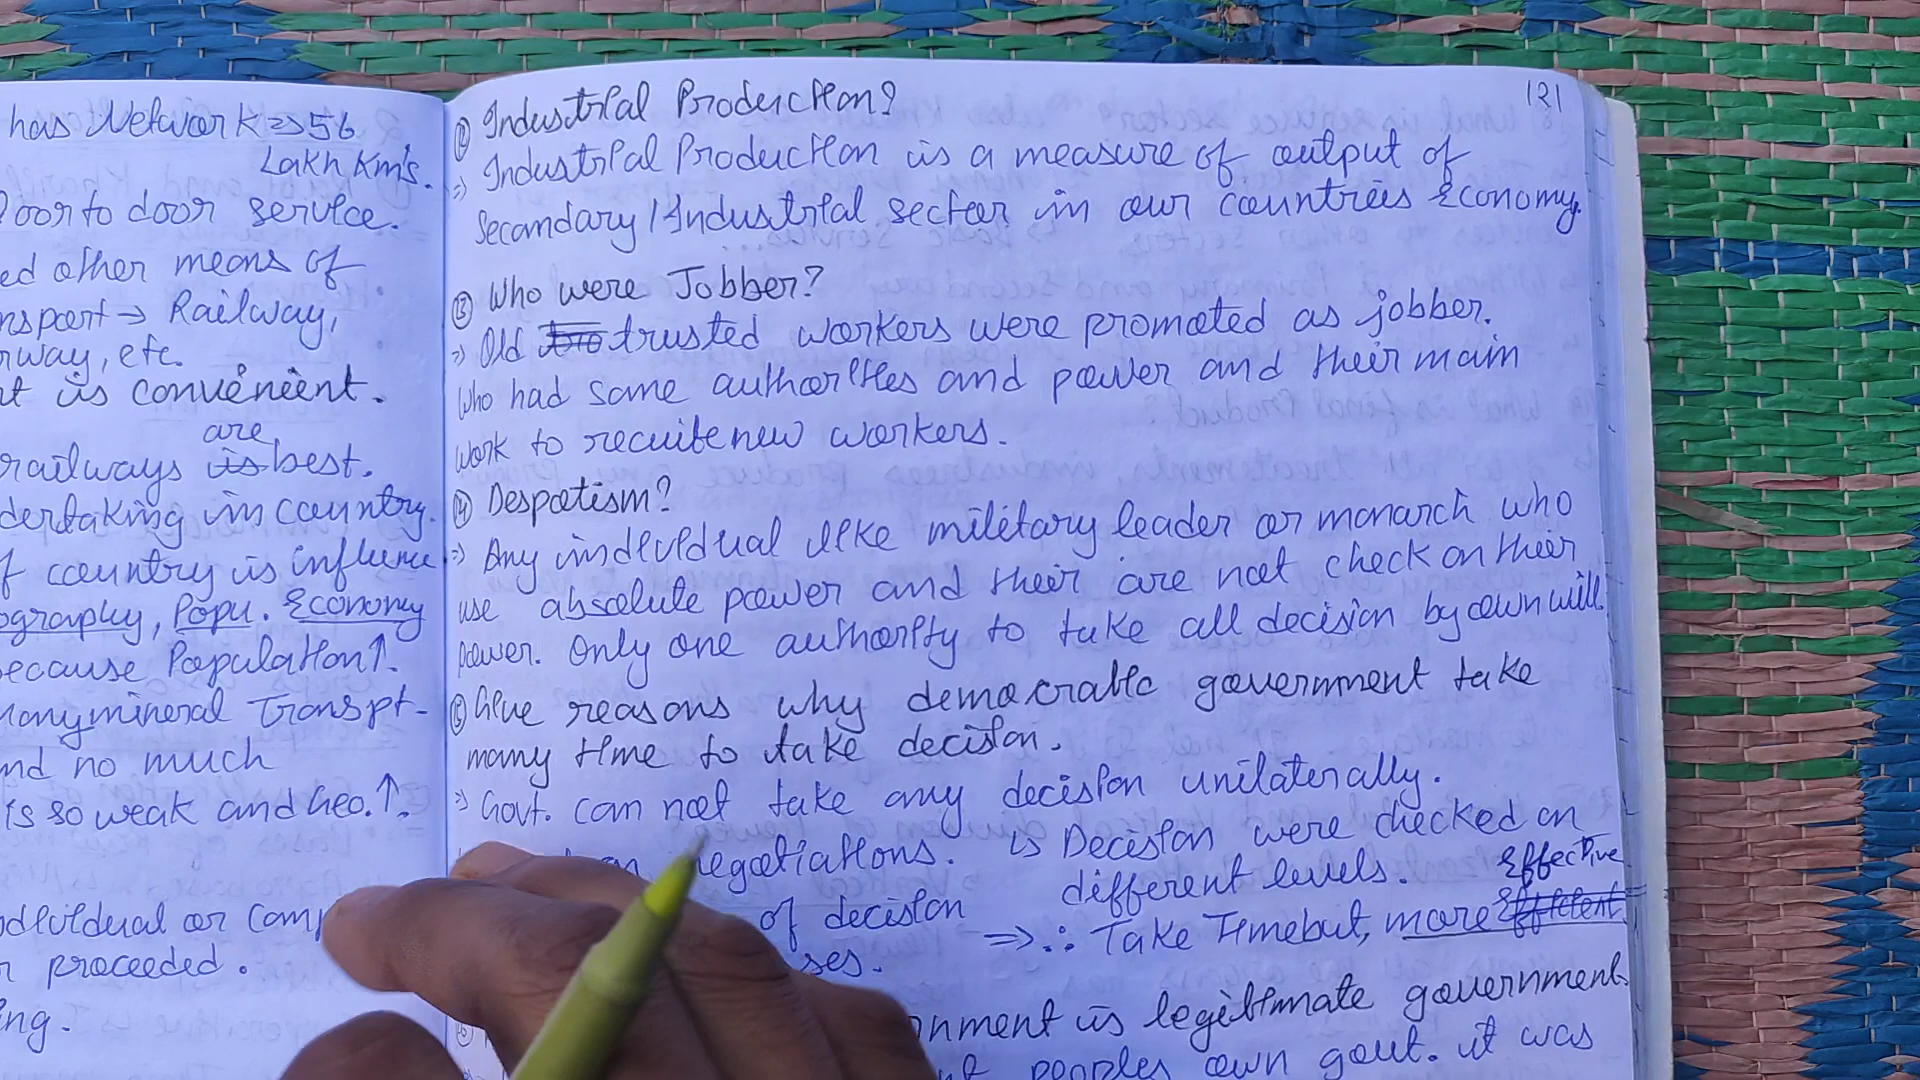 has Network => 56
Lakh Km's.
Door to door service.
ed other means of
nsport → Railway,
rway, etc.
t is convenient.
are
railways is best.
dertaking in country.
f country is influence
ography, Popu. Economy
ecause Population↑.
many mineral Transpt-
nd no much
is so weak and Geo.↑.
ndividual or comp
n proceeded.
ing.
121
Industrial Production?
=> Industrial Production is a measure of output of
Secondary/Industrial sector in our countries Economy.
(13) Who were Jobber?
=> Old trusted workers were promoted as jobber.
Who had some authorities and power and their main
work to recuite new workers.
(14) Despotism?
=> Any individual like military leader or monarch who
use absolute power and their are not check on their
power. Only one authority to take all decision by own will.
(15) Give reasons why democratic government take
many time to take decision.
=> Govt. can not take any decision unilaterally.
negotiations. ↳ Decision were checked on
different levels.
of decision
ses.
=> ∴ Take Time but, more Effective Efficient
nment is legitimate government.
peoples own govt. it was